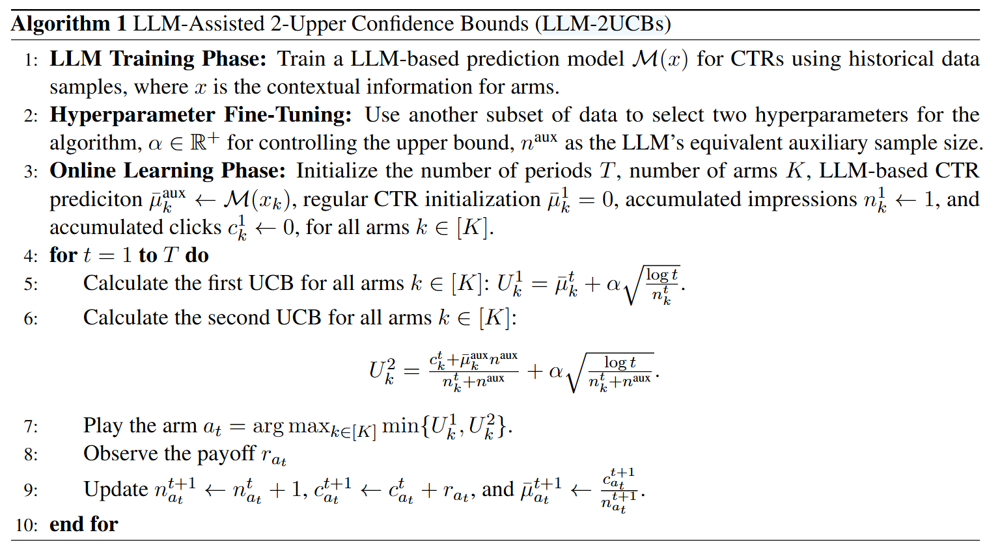 Algorithm 1 LLM-Assisted 2-Upper Confidence Bounds (LLM-2UCBs)
1: LLM Training Phase: Train a LLM-based prediction model $\mathcal{M}(x)$ for CTRs using historical data
samples, where $x$ is the contextual information for arms.
2: Hyperparameter Fine-Tuning: Use another subset of data to select two hyperparameters for the
algorithm, $\alpha \in \mathbb{R}^+$ for controlling the upper bound, $n^{\text{aux}}$ as the LLM's equivalent auxiliary sample size.
3: Online Learning Phase: Initialize the number of periods $T$, number of arms $K$, LLM-based CTR
prediciton $\bar{\mu}_k^{\text{aux}} \leftarrow \mathcal{M}(x_k)$, regular CTR initialization $\bar{\mu}_k^1 = 0$, accumulated impressions $n_k^1 \leftarrow 1$, and
accumulated clicks $c_k^1 \leftarrow 0$, for all arms $k \in [K]$.
4: for $t = 1$ to $T$ do
5: Calculate the first UCB for all arms $k \in [K]$: $U_k^1 = \bar{\mu}_k^t + \alpha\sqrt{\frac{\log t}{n_k^t}}$.
6: Calculate the second UCB for all arms $k \in [K]$:
$U_k^2 = \frac{c_k^t + \bar{\mu}_k^{\text{aux}} n^{\text{aux}}}{n_k^t + n^{\text{aux}}} + \alpha\sqrt{\frac{\log t}{n_k^t + n^{\text{aux}}}}$.
7: Play the arm $a_t = \arg\max_{k \in [K]} \min\{U_k^1, U_k^2\}$.
8: Observe the payoff $r_{a_t}$
9: Update $n_{a_t}^{t+1} \leftarrow n_{a_t}^t + 1$, $c_{a_t}^{t+1} \leftarrow c_{a_t}^t + r_{a_t}$, and $\bar{\mu}_{a_t}^{t+1} \leftarrow \frac{c_{a_t}^{t+1}}{n_{a_t}^{t+1}}$.
10: end for